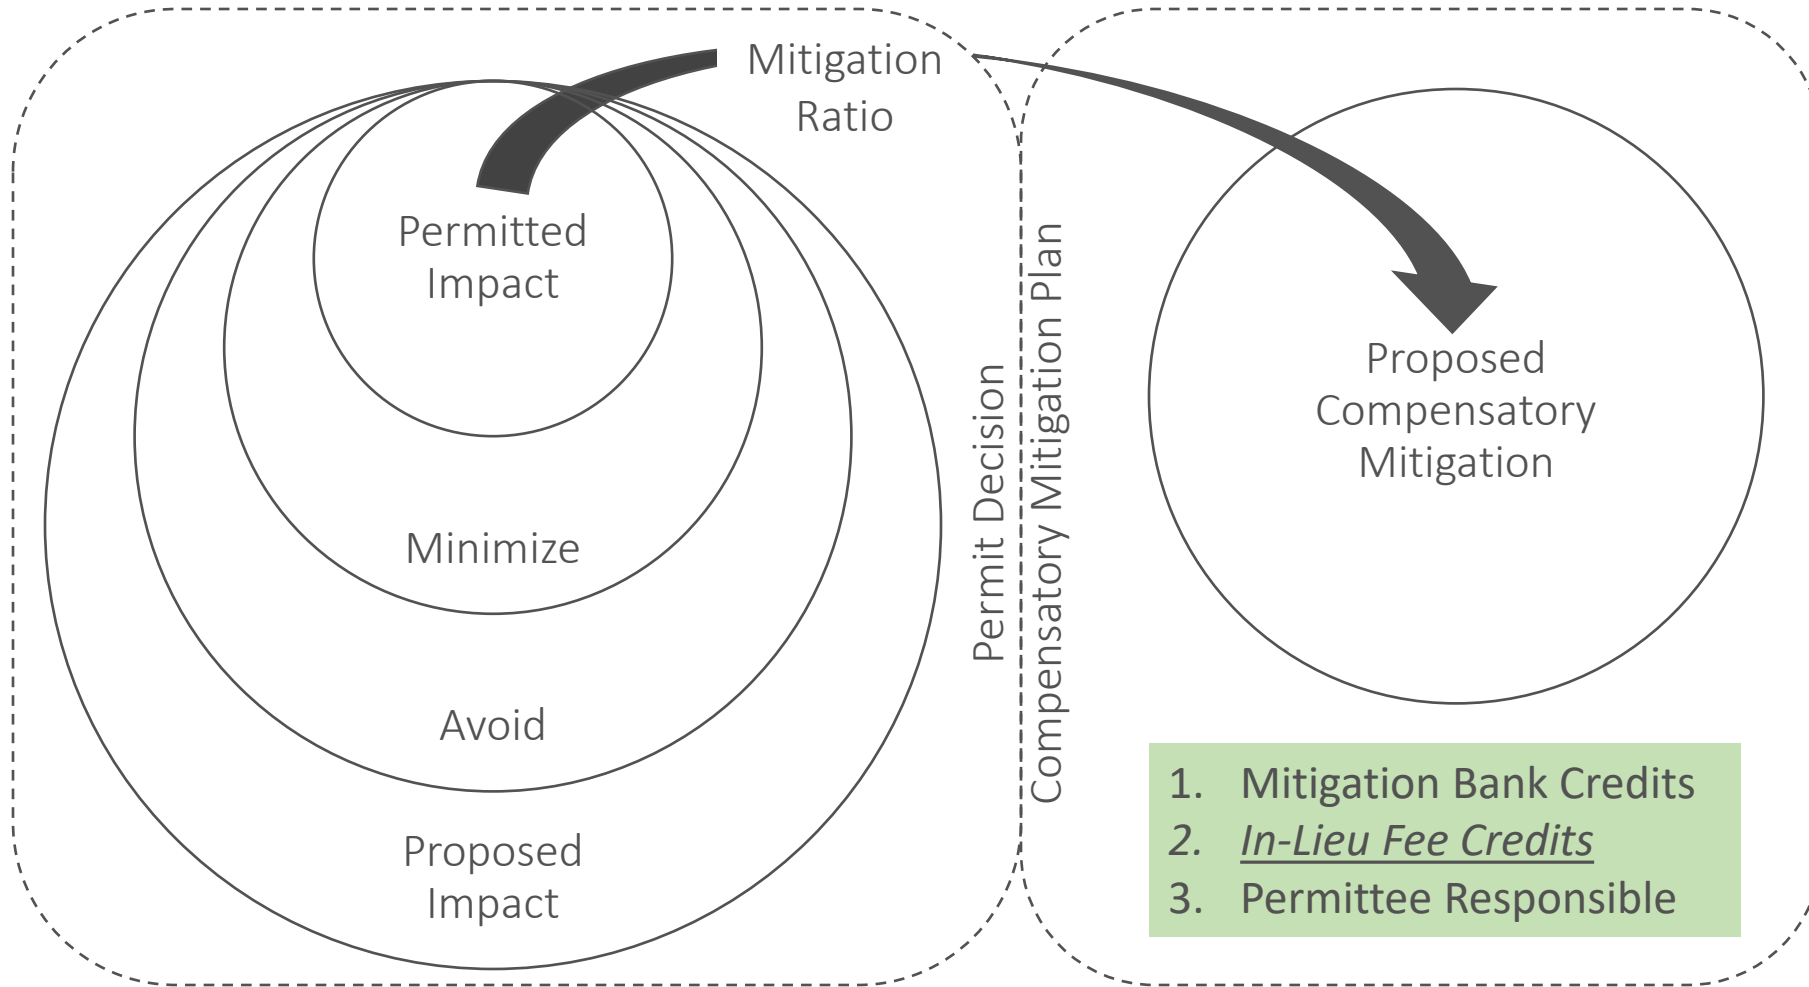 Mitigation
Ratio
Permitted
Impact
Minimize
Avoid
Proposed
Impact
Permit Decision
Compensatory Mitigation Plan
Proposed
Compensatory
Mitigation
1. Mitigation Bank Credits
2. In-Lieu Fee Credits
3. Permittee Responsible